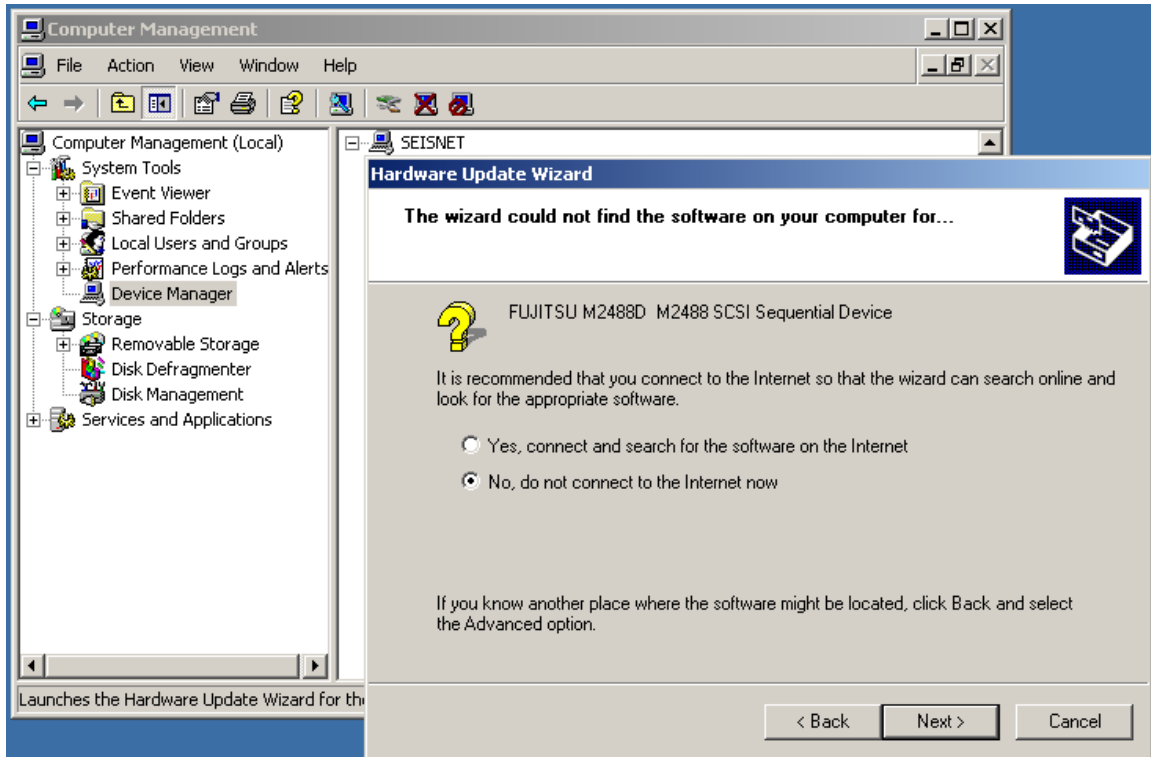 Computer Management
File Action View Window Help
Computer Management (Local)
System Tools
Event Viewer
Shared Folders
Local Users and Groups
Performance Logs and Alerts
Device Manager
Storage
Removable Storage
Disk Defragmenter
Disk Management
Services and Applications
SEISNET
Launches the Hardware Update Wizard for the
Hardware Update Wizard
The wizard could not find the software on your computer for...
FUJITSU M2488D M2488 SCSI Sequential Device
It is recommended that you connect to the Internet so that the wizard can search online and
look for the appropriate software.
Yes, connect and search for the software on the Internet
No, do not connect to the Internet now
If you know another place where the software might be located, click Back and select
the Advanced option.
< Back Next > Cancel